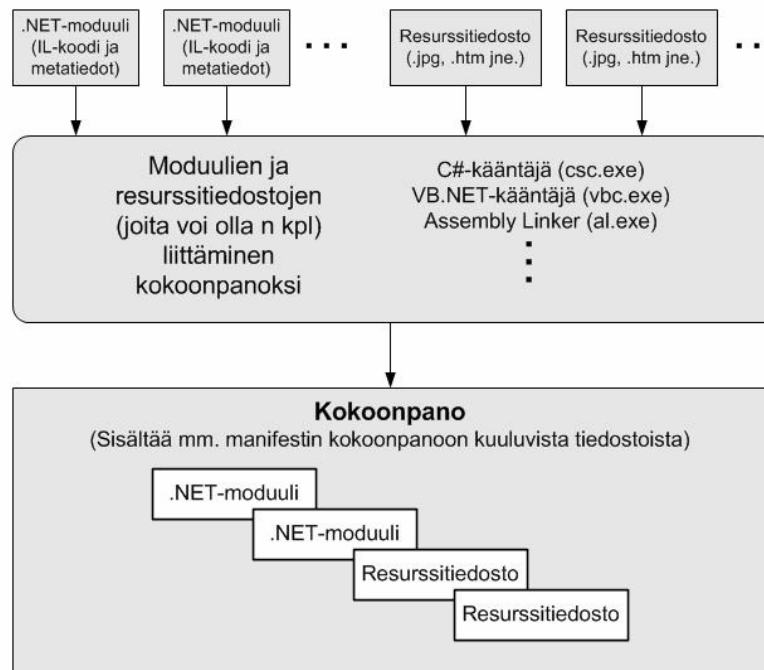 .NET-moduuli
(IL-koodi ja
metatiedot)
.NET-moduuli
(IL-koodi ja
metatiedot)
...
Resurssitiedosto
(.jpg, .htm jne.)
Resurssitiedosto
(.jpg, .htm jne.)
Moduulien ja
resurssitiedostojen
(joita voi olla n kpl)
liittäminen
kokoonpanoksi
C#-kääntäjä (csc.exe)
VB.NET-kääntäjä (vbc.exe)
Assembly Linker (al.exe)
Kokoonpano
(Sisältää mm. manifestin kokoonpanoon kuuluvista tiedostoista)
.NET-moduuli
.NET-moduuli
Resurssitiedosto
Resurssitiedosto